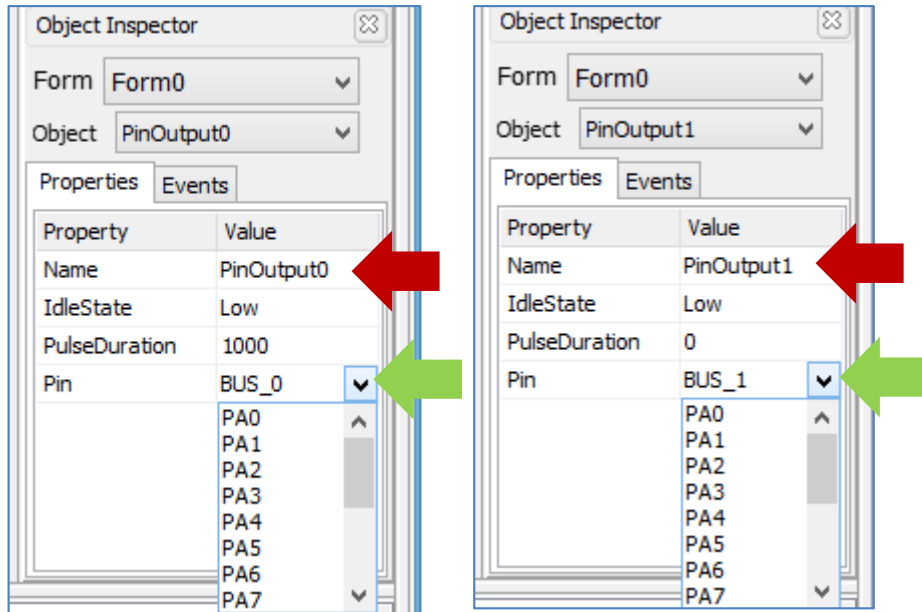 Object Inspector
Form Form0
Object PinOutput0
Properties Events
Property Value
Name PinOutput0
IdleState Low
PulseDuration 1000
Pin BUS_0
PA0
PA1
PA2
PA3
PA4
PA5
PA6
PA7
Object Inspector
Form Form0
Object PinOutput1
Properties Events
Property Value
Name PinOutput1
IdleState Low
PulseDuration 0
Pin BUS_1
PA0
PA1
PA2
PA3
PA4
PA5
PA6
PA7